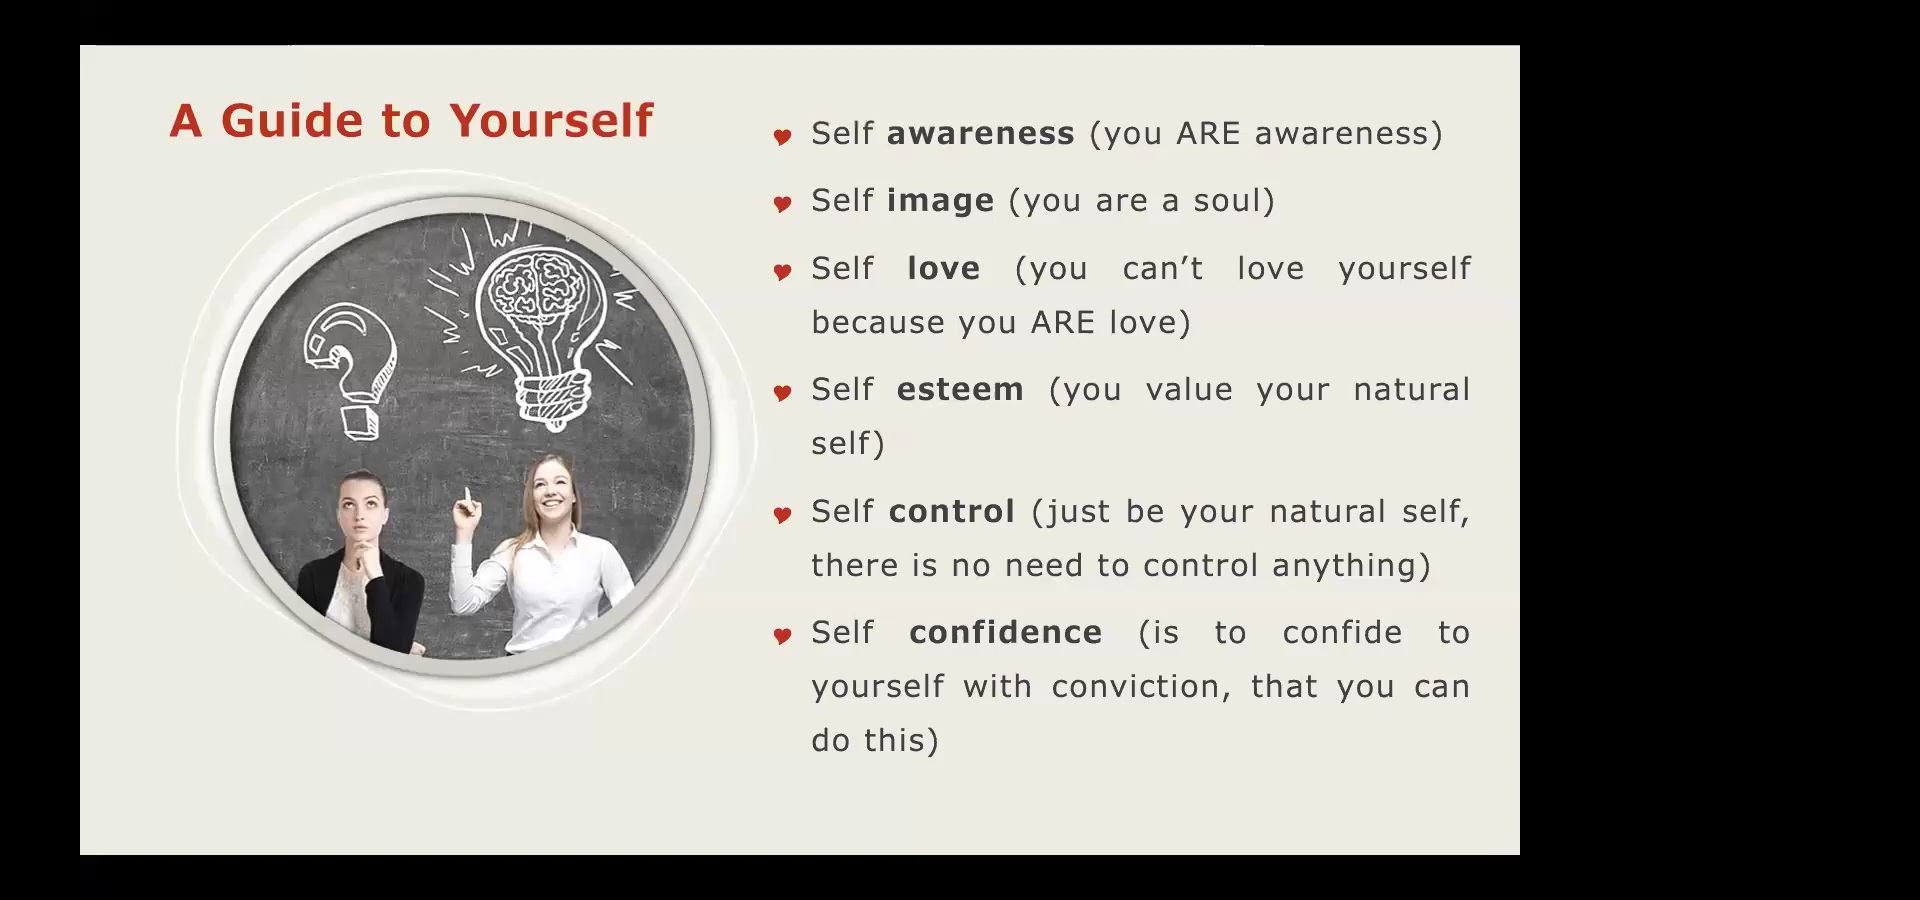 A Guide to Yourself
Self awareness (you ARE awareness)
Self image (you are a soul)
Self love (you can’t love yourself
because you ARE love)
Self esteem (you value your natural
self)
Self control (just be your natural self,
there is no need to control anything)
Self confidence (is to confide to
yourself with conviction, that you can
do this)